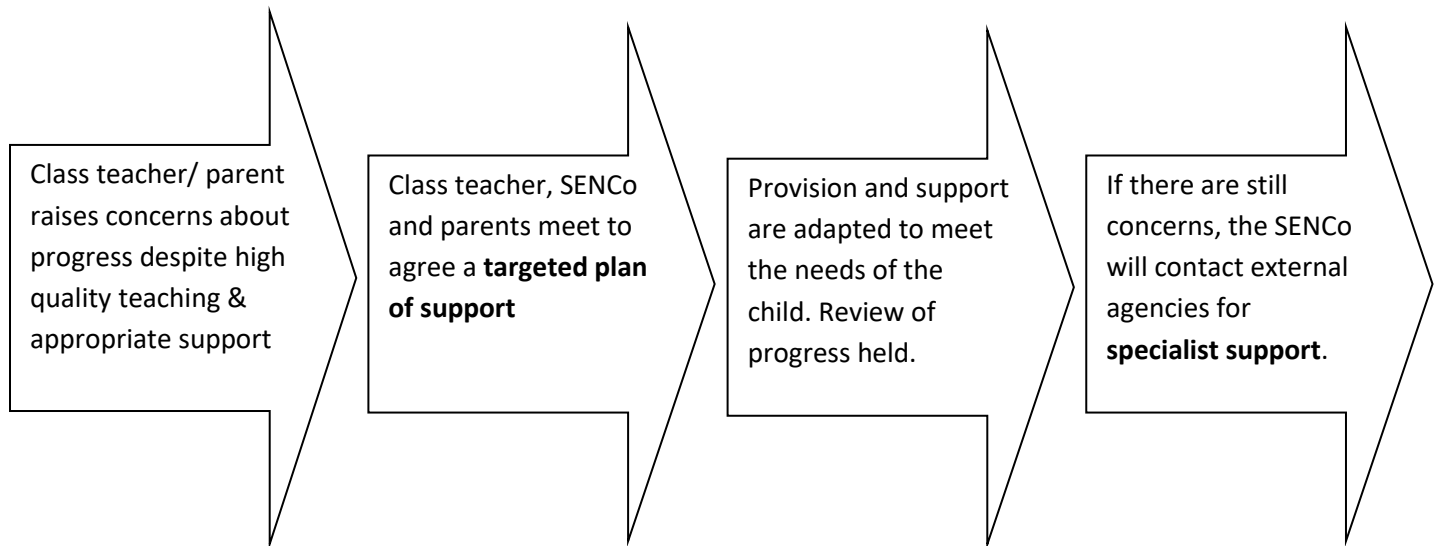 Class teacher/ parent
raises concerns about
progress despite high
quality teaching &
appropriate support
Class teacher, SENCo
and parents meet to
agree a targeted plan
of support
Provision and support
are adapted to meet
the needs of the
child. Review of
progress held.
If there are still
concerns, the SENCo
will contact external
agencies for
specialist support.